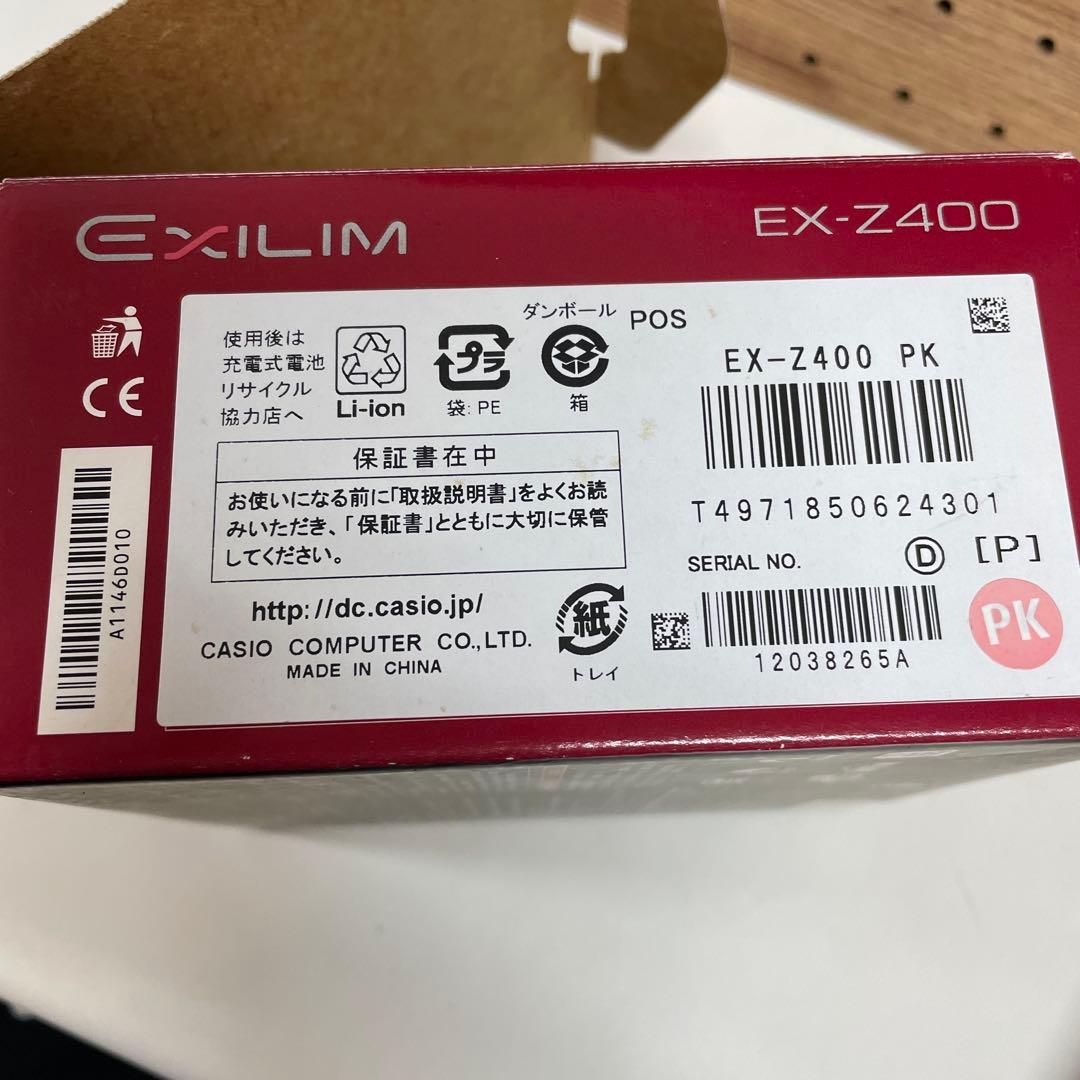 EXILIM
EX-Z400
使用後は
充電式電池
リサイクル
協力店へ
Li-ion
プラ
袋: PE
ダンボール
箱
POS
EX-Z400 PK
T4971850624301
保証書在中
お使いになる前に「取扱説明書」をよくお読
みいただき、「保証書」とともに大切に保管
してください。
http://dc.casio.jp/
CASIO COMPUTER CO.,LTD.
MADE IN CHINA
紙
トレイ
SERIAL NO.
D
[P]
12038265A
PK
CE
A1146D010